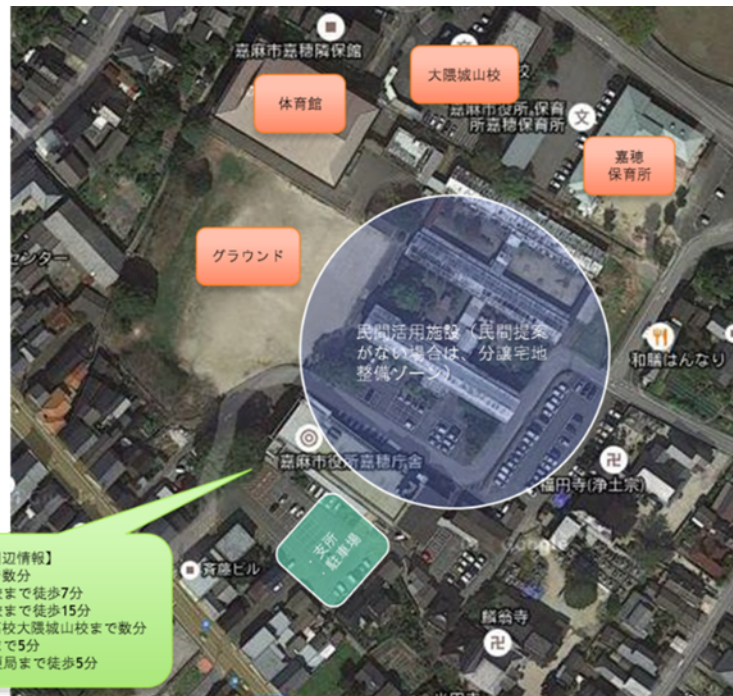 嘉麻市嘉穂隣保館
大隈城山校
校
体育館
嘉麻市役所 保育
所嘉穂保育所
文
嘉穂
保育所
グラウンド
センター
民間活用施設（民間提案
がない場合は、分譲宅地
整備ゾーン）
和膳はんなり
嘉麻市役所嘉穂庁舎
福円寺(浄土宗)
・支所
・駐車場
斉藤ビル
麟翁寺
辺情報】
数分
まで徒歩7分
まで徒歩15分
校大隈城山校まで数分
で5分
局まで徒歩5分